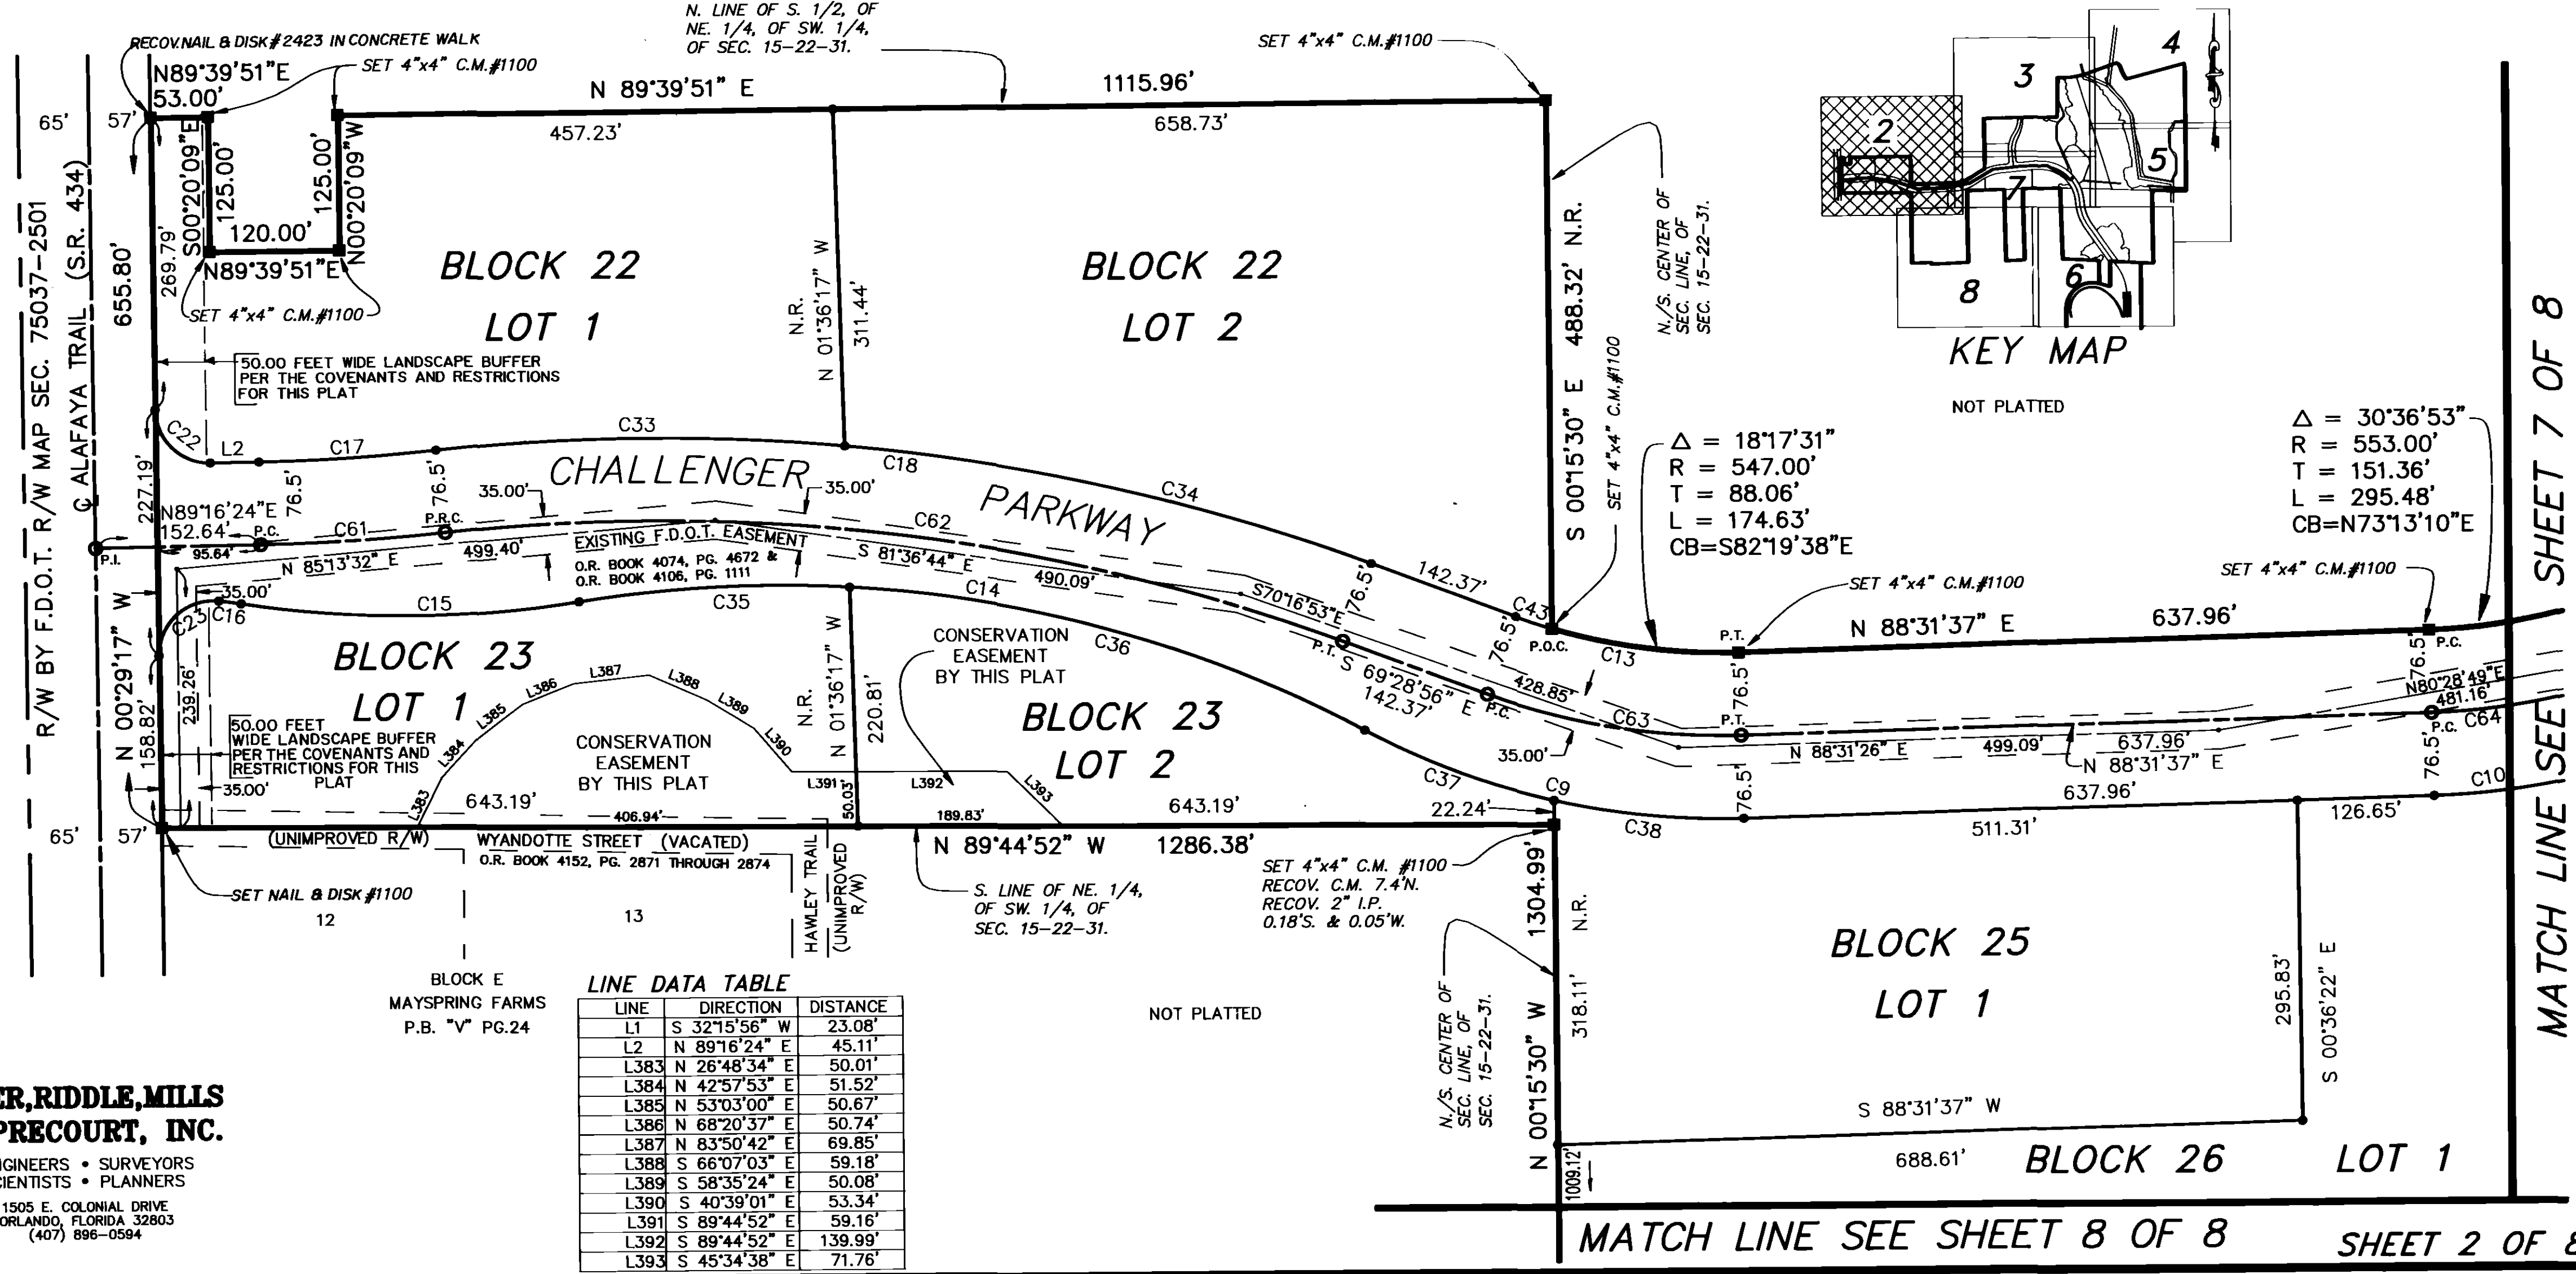 N. LINE OF S. 1/2, OF
NE. 1/4, OF SW. 1/4,
OF SEC. 15-22-31.
RECOV.NAIL & DISK#2423 IN CONCRETE WALK
SET 4"x4" C.M.#1100
SET 4"x4" C.M.#1100
N89°39'51"E
53.00'
N 89°39'51" E
1115.96'
457.23'
658.73'
65'
57'
S00°20'09"E
125.00'
125.00'
N00°20'09"W
120.00'
N89°39'51"E
SET 4"x4" C.M.#1100
269.79'
655.80'
R/W BY F.D.O.T. R/W MAP SEC. 75037-2501
℄ ALAFAYA TRAIL (S.R. 434)
BLOCK 22
LOT 1
BLOCK 22
LOT 2
N.R.
N 01°36'17" W
311.44'
50.00 FEET WIDE LANDSCAPE BUFFER
PER THE COVENANTS AND RESTRICTIONS
FOR THIS PLAT
S 00°15'30" E 488.32' N.R.
N./S. CENTER OF
SEC. LINE, OF
SEC. 15-22-31.
SET 4"x4" C.M.#1100
2
3
4
5
7
6
8
KEY MAP
NOT PLATTED
Δ = 18°17'31"
R = 547.00'
T = 88.06'
L = 174.63'
CB=S82°19'38"E
Δ = 30°36'53"
R = 553.00'
T = 151.36'
L = 295.48'
CB=N73°13'10"E
SET 4"x4" C.M.#1100
SET 4"x4" C.M.#1100
MATCH LINE SEE SHEET 7 OF 8
C22
L2
C17
C33
C18
C34
76.5'
76.5'
CHALLENGER
PARKWAY
35.00'
35.00'
227.19'
N89°16'24"E
152.64'
P.C.
P.I.
95.64'
C61
P.R.C.
C62
N 85°13'32" E
499.40'
EXISTING F.D.O.T. EASEMENT
O.R. BOOK 4074, PG. 4672 &
O.R. BOOK 4106, PG. 1111
S 81°36'44" E
490.09'
S70°16'53"E
76.5'
142.37'
C43
76.5'
P.O.C.
C13
P.T.
N 88°31'37" E
637.96'
76.5'
P.C.
P.T.
S 69°28'56" E
142.37'
P.C.
428.85'
C63
35.00'
76.5'
P.T.
N 88°31'26" E
499.09'
637.96'
N 88°31'37" E
N80°28'49"E
481.16'
P.C.
C64
76.5'
76.5'
C10
637.96'
511.31'
126.65'
C23
C16
35.00'
C15
C35
C14
C36
C37
C9
C38
22.24'
N 00°29'17" W
158.82'
239.26'
BLOCK 23
LOT 1
50.00 FEET
WIDE LANDSCAPE BUFFER
PER THE COVENANTS AND
RESTRICTIONS FOR THIS
PLAT
35.00'
L383
L384
L385
L386
L387
L388
L389
L390
L391
L392
L393
CONSERVATION
EASEMENT
BY THIS PLAT
N.R.
N 01°36'17" W
220.81'
50.03'
CONSERVATION
EASEMENT
BY THIS PLAT
BLOCK 23
LOT 2
643.19'
406.94'
189.83'
643.19'
65'
57'
(UNIMPROVED R/W)
WYANDOTTE STREET (VACATED)
O.R. BOOK 4152, PG. 2871 THROUGH 2874
N 89°44'52" W
1286.38'
SET NAIL & DISK #1100
12
13
HAWLEY TRAIL
(UNIMPROVED
R/W)
S. LINE OF NE. 1/4,
OF SW. 1/4, OF
SEC. 15-22-31.
SET 4"x4" C.M. #1100
RECOV. C.M. 7.4'N.
RECOV. 2" I.P.
0.18'S. & 0.05'W.
N 00°15'30" W 1304.99'
318.11'
N.R.
N./S. CENTER OF
SEC. LINE, OF
SEC. 15-22-31.
1009.12'
BLOCK 25
LOT 1
295.83'
S 00°36'22" E
S 88°31'37" W
688.61'
BLOCK 26
LOT 1
BLOCK E
MAYSPRING FARMS
P.B. "V" PG.24
NOT PLATTED
LINE DATA TABLE
LINE DIRECTION DISTANCE
L1 S 32°15'56" W 23.08'
L2 N 89°16'24" E 45.11'
L383 N 26°48'34" E 50.01'
L384 N 42°57'53" E 51.52'
L385 N 53°03'00" E 50.67'
L386 N 68°20'37" E 50.74'
L387 N 83°50'42" E 69.85'
L388 S 66°07'03" E 59.18'
L389 S 58°35'24" E 50.08'
L390 S 40°39'01" E 53.34'
L391 S 89°44'52" E 59.16'
L392 S 89°44'52" E 139.99'
L393 S 45°34'38" E 71.76'
ER,RIDDLE,MILLS
PRECOURT, INC.
GINEERS • SURVEYORS
CIENTISTS • PLANNERS
1505 E. COLONIAL DRIVE
ORLANDO, FLORIDA 32803
(407) 896-0594
MATCH LINE SEE SHEET 8 OF 8
SHEET 2 OF 8